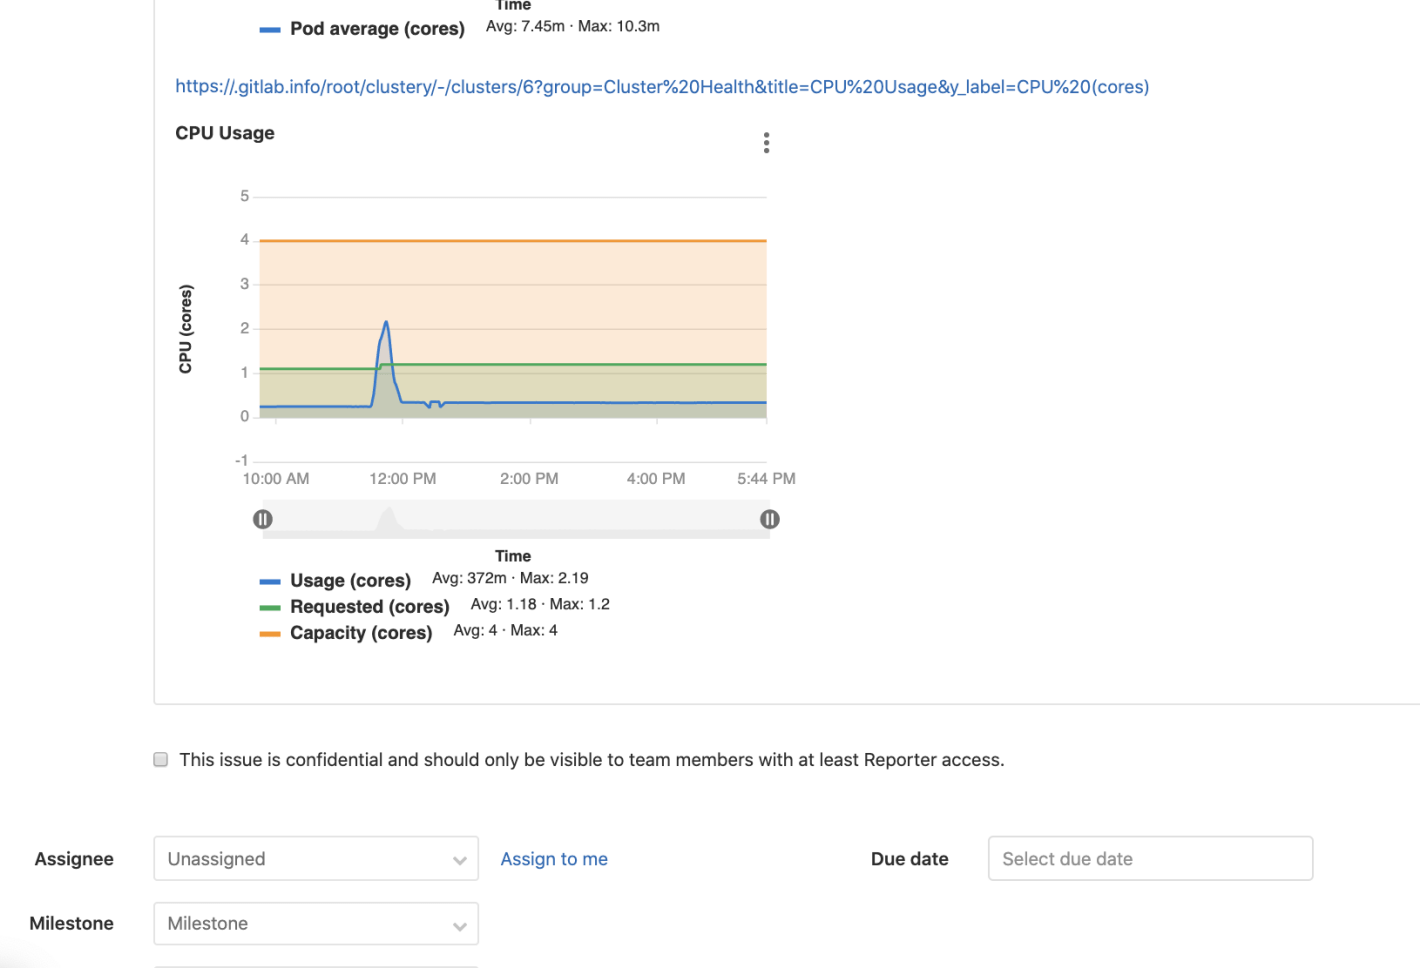 Time
Pod average (cores) Avg: 7.45m · Max: 10.3m
https://.gitlab.info/root/clustery/-/clusters/6?group=Cluster%20Health&title=CPU%20Usage&y_label=CPU%20(cores)
CPU Usage
5
4
3
2
1
0
-1
CPU (cores)
10:00 AM 12:00 PM 2:00 PM 4:00 PM 5:44 PM
Time
Usage (cores) Avg: 372m · Max: 2.19
Requested (cores) Avg: 1.18 · Max: 1.2
Capacity (cores) Avg: 4 · Max: 4
This issue is confidential and should only be visible to team members with at least Reporter access.
Assignee Unassigned Assign to me Due date Select due date
Milestone Milestone